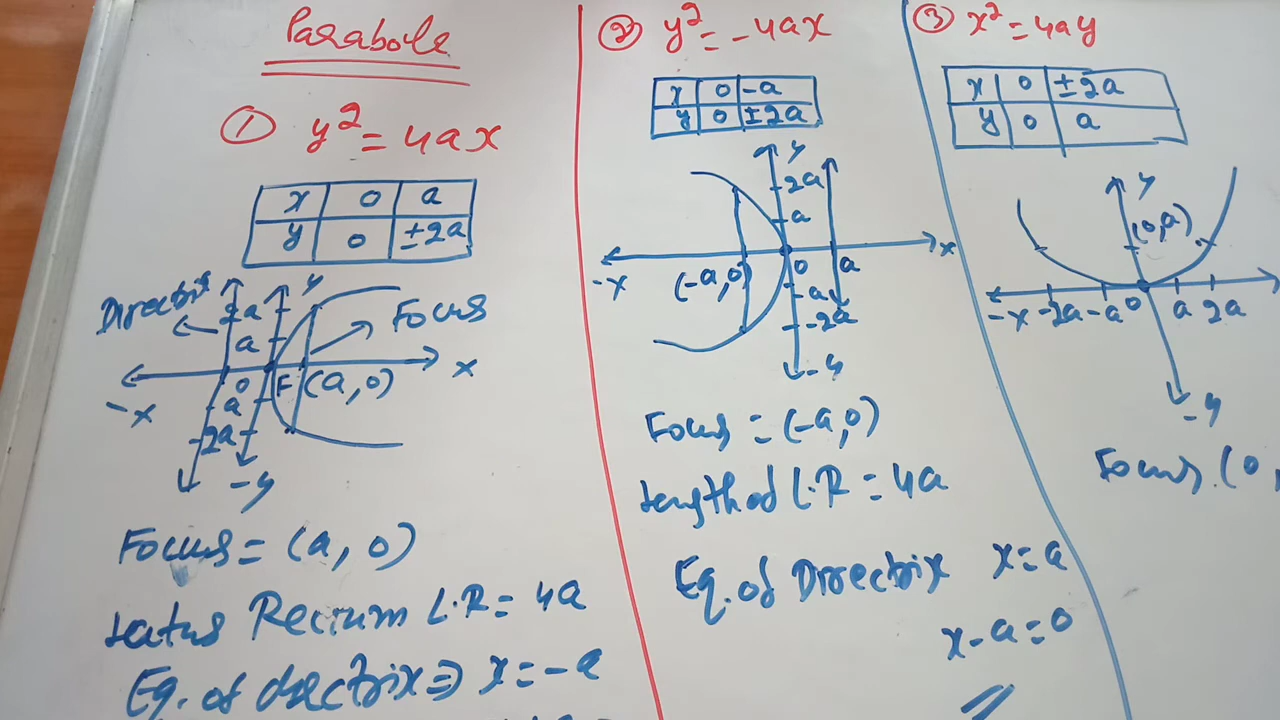 Parabole
① y² = 4ax
x 0 a
y 0 ±2a
Directrix
2a
y
a
Focus
x
-x
0
F
(a, 0)
a
2a
-y
Focus = (a, 0)
Latus Rectum L.R = 4a
Eq. of directrix ⇒ x = -a
② y² = -4ax
x 0 -a
y 0 ±2a
y
2a
a
x
-x
(-a, 0)
0
a
-a
-2a
-y
Focus = (-a, 0)
Length of L.R = 4a
Eq. of Dirrectrix x = a
x - a = 0
③ x² = 4ay
x 0 ±2a
y 0 a
y
(0, a)
-x -2a -a 0 a 2a
-y
Focus (0,